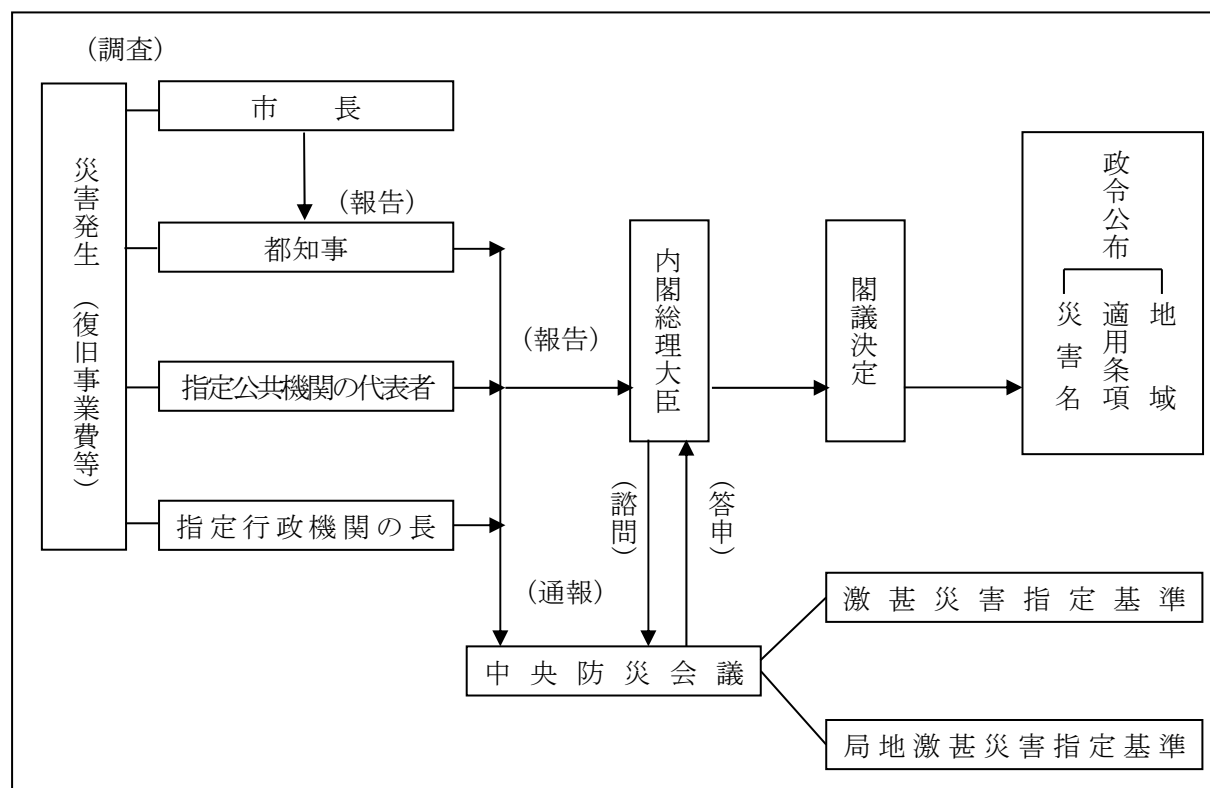 （調査）
市長
災害発生（復旧事業費等）
（報告）
都知事
指定公共機関の代表者
指定行政機関の長
（報告）
（通報）
内閣総理大臣
（諮問）
（答申）
中央防災会議
激甚災害指定基準
局地激甚災害指定基準
閣議決定
政令公布
地域
適用条項
災害名